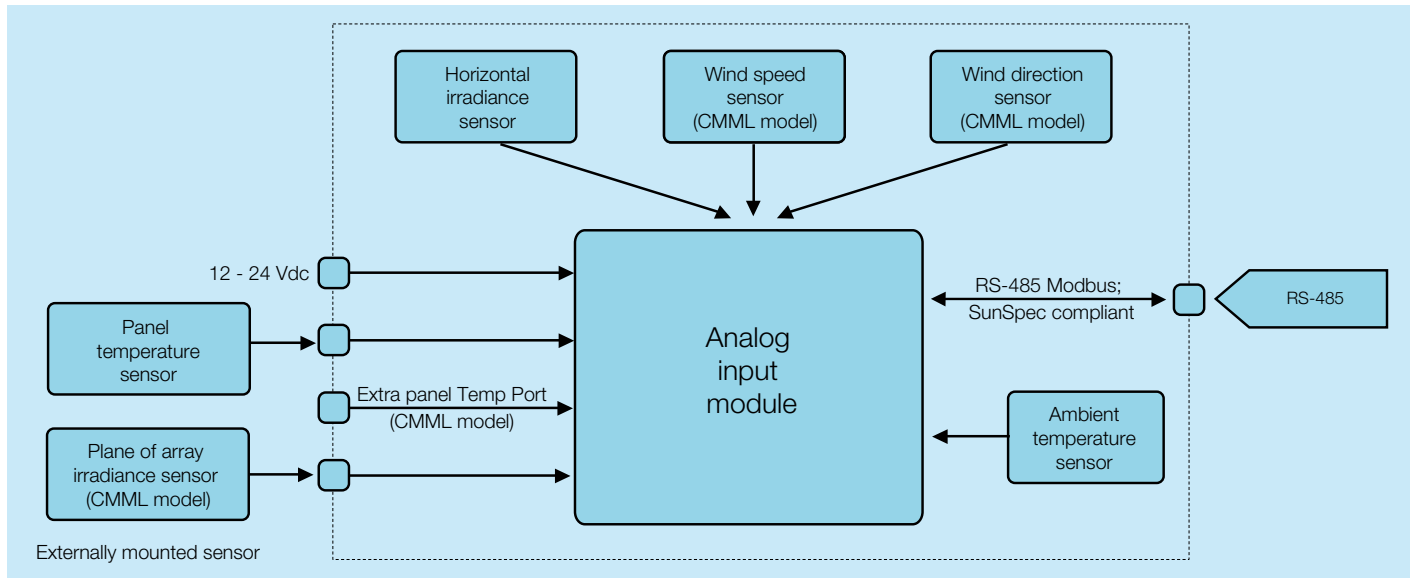 Horizontal
irradiance
sensor
Wind speed
sensor
(CMML model)
Wind direction
sensor
(CMML model)
12 - 24 Vdc
Panel
temperature
sensor
Extra panel Temp Port
(CMML model)
Plane of array
irradiance sensor
(CMML model)
Externally mounted sensor
Analog
input
module
RS-485 Modbus;
SunSpec compliant
RS-485
Ambient
temperature
sensor